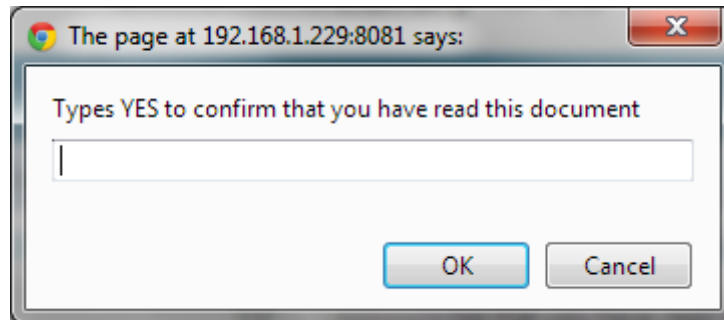 The page at 192.168.1.229:8081 says:
Types YES to confirm that you have read this document
OK Cancel